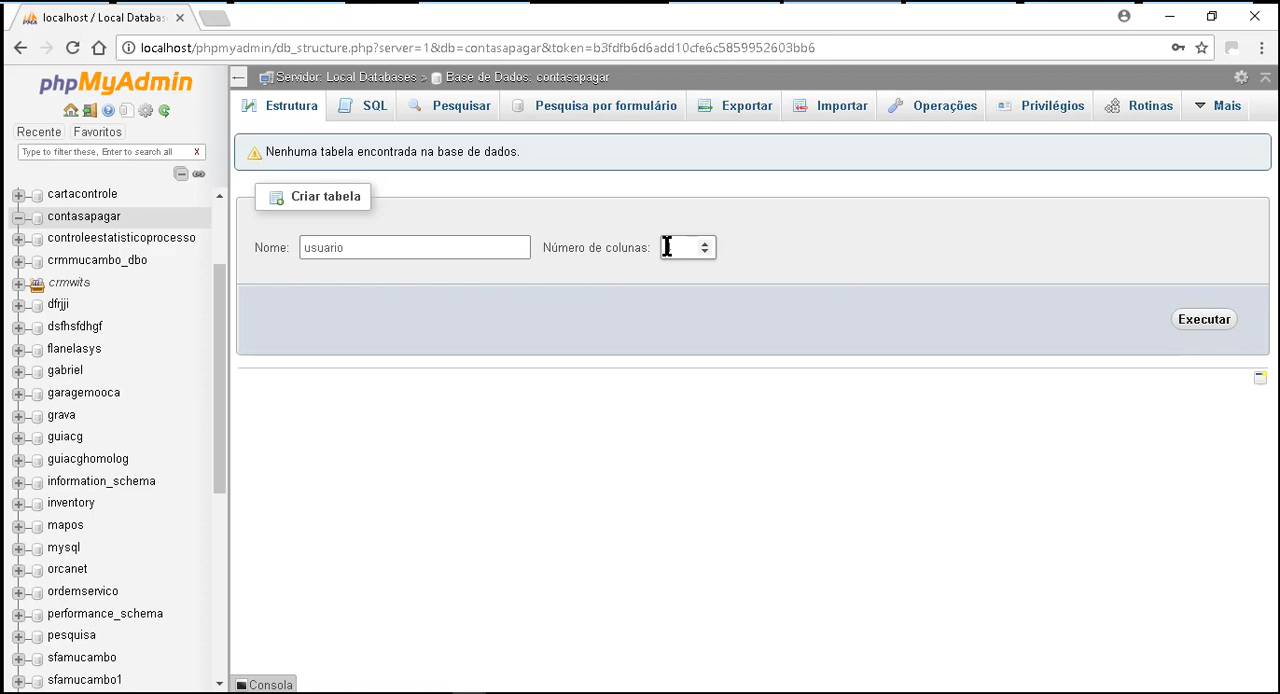 localhost / Local Databas
localhost/phpmyadmin/db_structure.php?server=1&db=contasapagar&token=b3fdfb6d6add10cfe6c5859952603bb6
phpMyAdmin
Recente Favoritos
Type to filter these, Enter to search all X
cartacontrole
contasapagar
controleestatisticoprocesso
crmmucambo_dbo
crmwits
dfrjji
dsfhsfdhgf
flanelasys
gabriel
garagemooca
grava
guiacg
guiacghomolog
information_schema
inventory
mapos
mysql
orcanet
ordemservico
performance_schema
pesquisa
sfamucambo
sfamucambo1
Servidor: Local Databases > Base de Dados: contasapagar
Estrutura SQL Pesquisar Pesquisa por formulário Exportar Importar Operações Privilégios Rotinas Mais
Nenhuma tabela encontrada na base de dados.
Criar tabela
Nome: usuario Número de colunas:
Executar
Consola